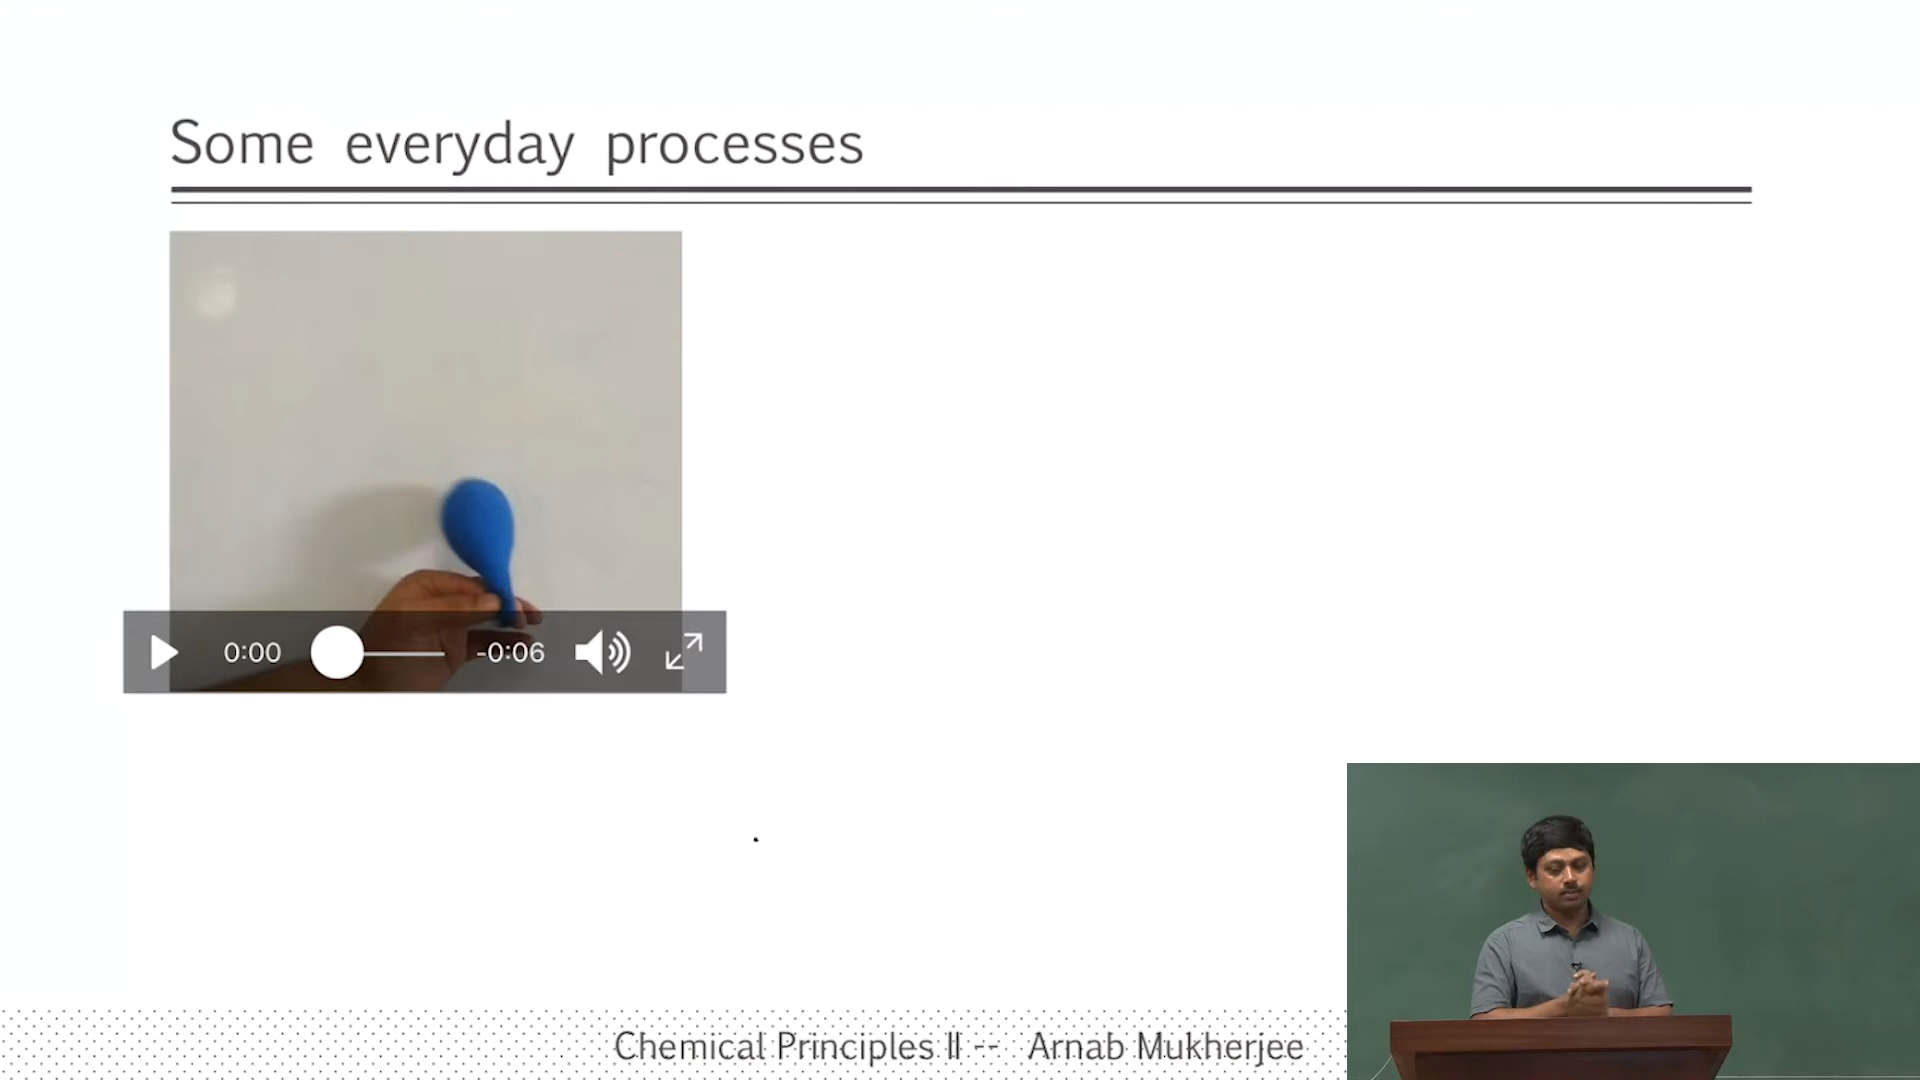 Some everyday processes
0:00
-0:06
Chemical Principles II -- Arnab Mukherjee